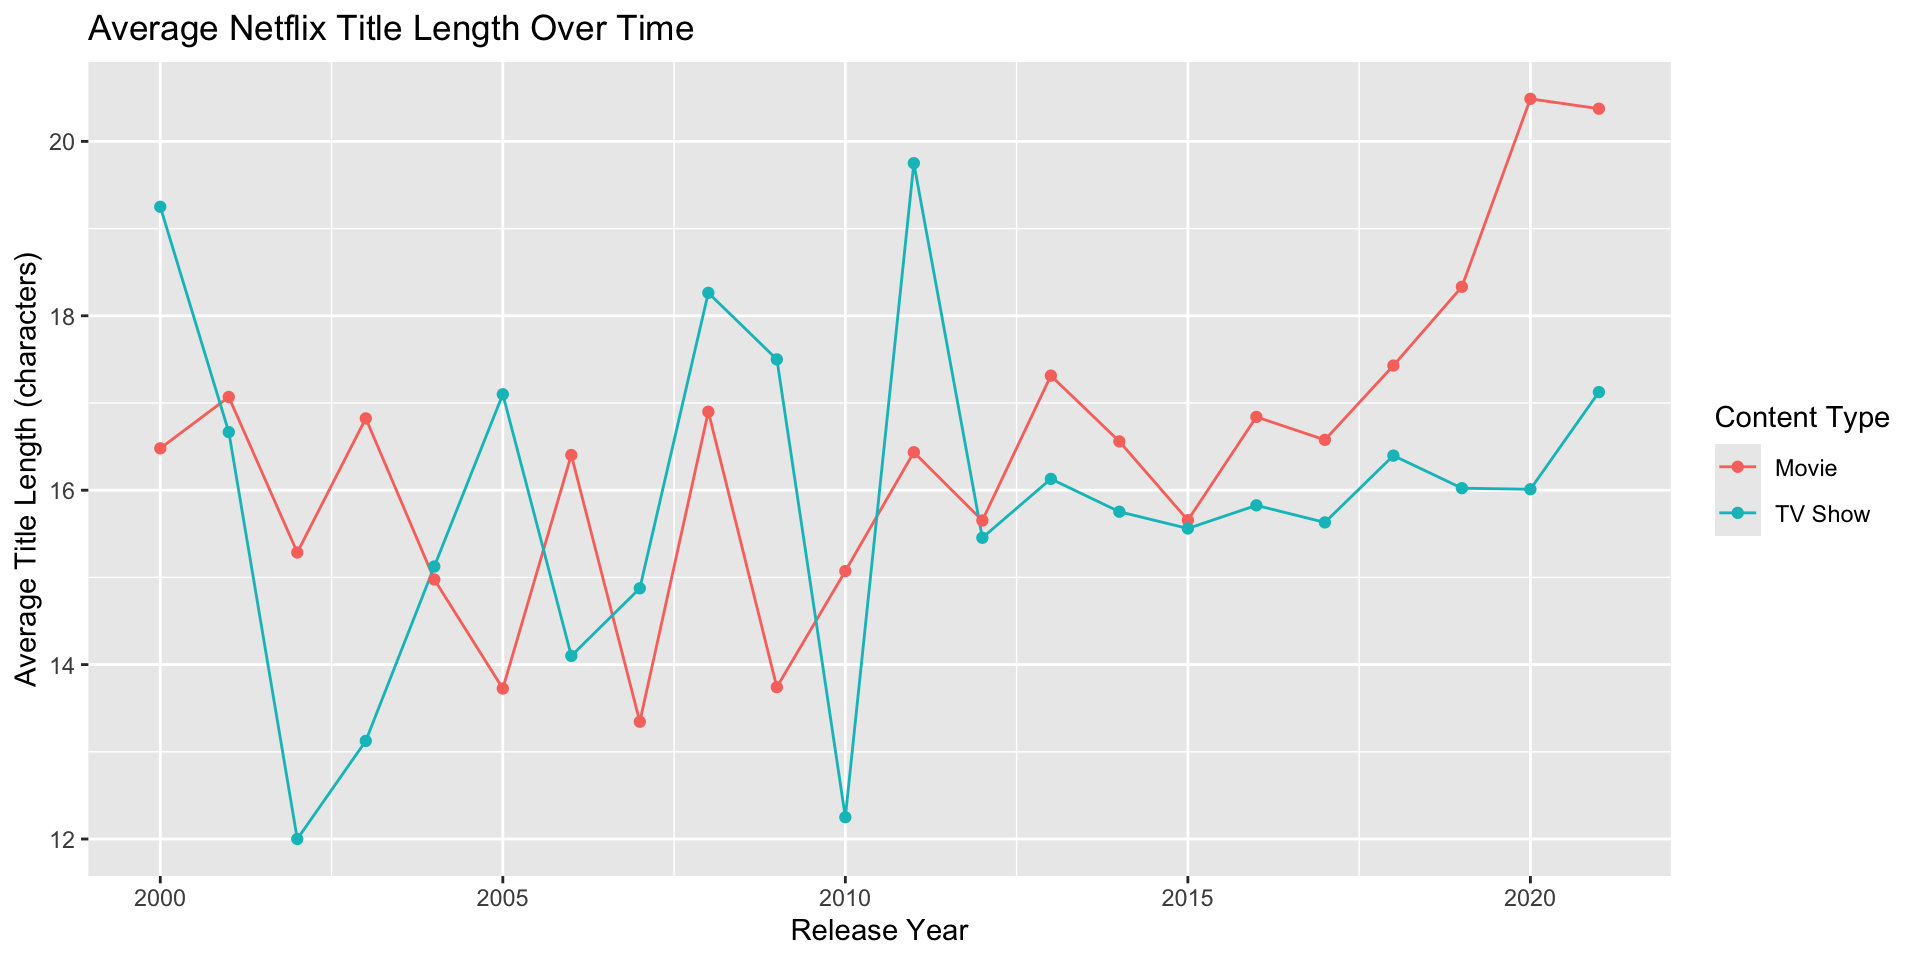 Average Netflix Title Length Over Time
Average Title Length (characters)
20
18
16
14
12
2000 2005 2010 2015 2020
Release Year
Content Type
Movie
TV Show